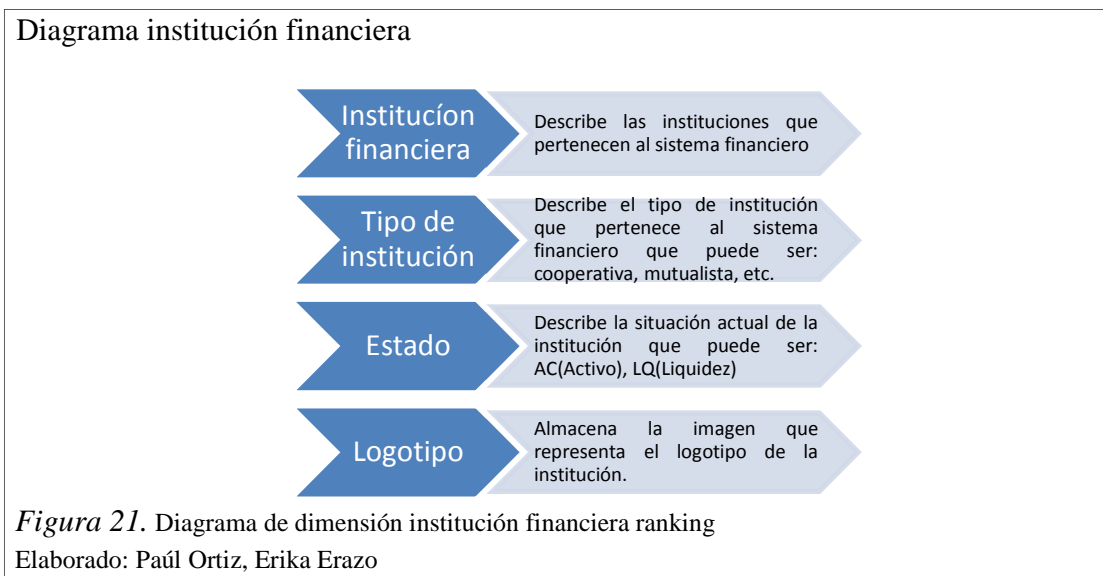 Diagrama institución financiera
Institucíon
financiera
Describe las instituciones que
pertenecen al sistema financiero
Tipo de
institución
Describe el tipo de institución
que pertenece al sistema
financiero que puede ser:
cooperativa, mutualista, etc.
Estado
Describe la situación actual de la
institución que puede ser:
AC(Activo), LQ(Liquidez)
Logotipo
Almacena la imagen que
representa el logotipo de la
institución.
Figura 21. Diagrama de dimensión institución financiera ranking
Elaborado: Paúl Ortiz, Erika Erazo